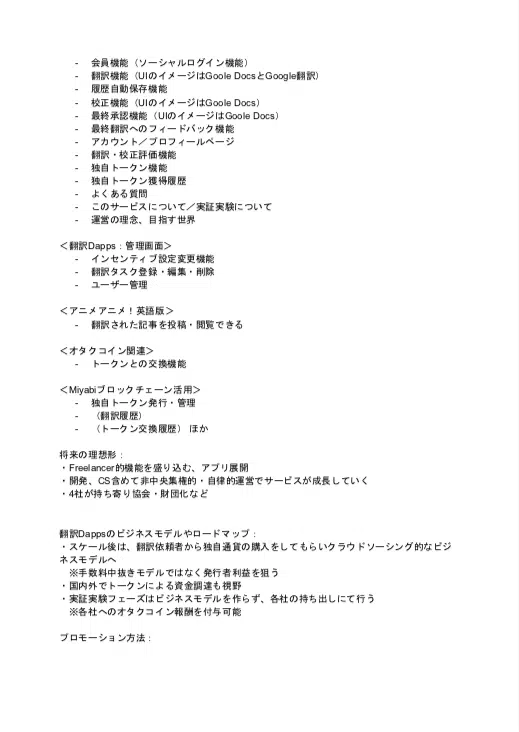 - 会員機能（ソーシャルログイン機能）
- 翻訳機能（UIのイメージはGoole DocsとGoogle翻訳）
- 履歴自動保存機能
- 校正機能（UIのイメージはGoole Docs）
- 最終承認機能（UIのイメージはGoole Docs）
- 最終翻訳へのフィードバック機能
- アカウント／プロフィールページ
- 翻訳・校正評価機能
- 独自トークン機能
- 独自トークン獲得履歴
- よくある質問
- このサービスについて／実証実験について
- 運営の理念、目指す世界
＜翻訳Dapps：管理画面＞
- インセンティブ設定変更機能
- 翻訳タスク登録・編集・削除
- ユーザー管理
＜アニメアニメ！英語版＞
- 翻訳された記事を投稿・閲覧できる
＜オタクコイン関連＞
- トークンとの交換機能
＜Miyabiブロックチェーン活用＞
- 独自トークン発行・管理
- （翻訳履歴）
- （トークン交換履歴） ほか
将来の理想形：
・Freelancer的機能を盛り込む、アプリ展開
・開発、CS含めて非中央集権的・自律的運営でサービスが成長していく
・4社が持ち寄り協会・財団化など
翻訳Dappsのビジネスモデルやロードマップ：
・スケール後は、翻訳依頼者から独自通貨の購入をしてもらいクラウドソーシング的なビジ
ネスモデルへ
※手数料中抜きモデルではなく発行者利益を狙う
・国内外でトークンによる資金調達も視野
・実証実験フェーズはビジネスモデルを作らず、各社の持ち出しにて行う
※各社へのオタクコイン報酬を付与可能
プロモーション方法：